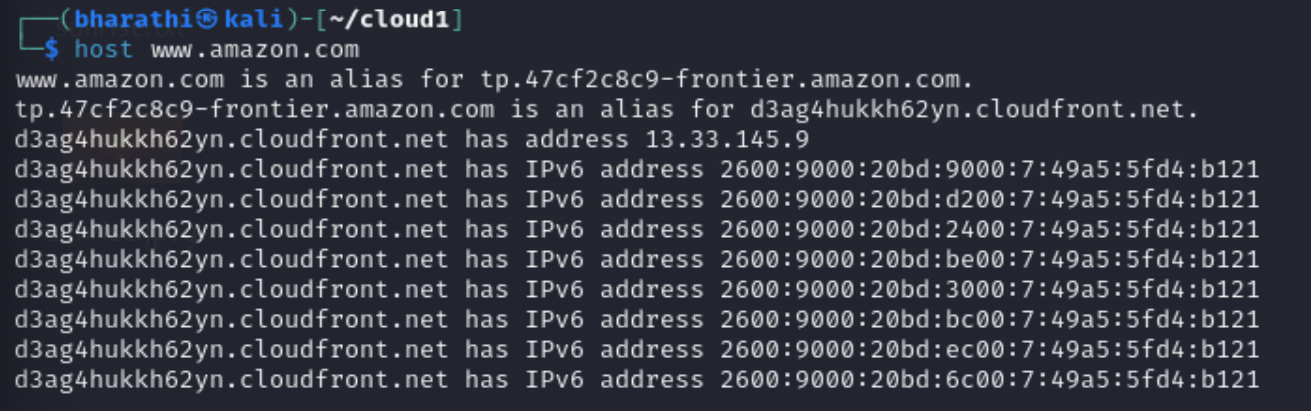 (bharathi㉿kali)-[~/cloud1]
$ host www.amazon.com
www.amazon.com is an alias for tp.47cf2c8c9-frontier.amazon.com.
tp.47cf2c8c9-frontier.amazon.com is an alias for d3ag4hukkh62yn.cloudfront.net.
d3ag4hukkh62yn.cloudfront.net has address 13.33.145.9
d3ag4hukkh62yn.cloudfront.net has IPv6 address 2600:9000:20bd:9000:7:49a5:5fd4:b121
d3ag4hukkh62yn.cloudfront.net has IPv6 address 2600:9000:20bd:d200:7:49a5:5fd4:b121
d3ag4hukkh62yn.cloudfront.net has IPv6 address 2600:9000:20bd:2400:7:49a5:5fd4:b121
d3ag4hukkh62yn.cloudfront.net has IPv6 address 2600:9000:20bd:be00:7:49a5:5fd4:b121
d3ag4hukkh62yn.cloudfront.net has IPv6 address 2600:9000:20bd:3000:7:49a5:5fd4:b121
d3ag4hukkh62yn.cloudfront.net has IPv6 address 2600:9000:20bd:bc00:7:49a5:5fd4:b121
d3ag4hukkh62yn.cloudfront.net has IPv6 address 2600:9000:20bd:ec00:7:49a5:5fd4:b121
d3ag4hukkh62yn.cloudfront.net has IPv6 address 2600:9000:20bd:6c00:7:49a5:5fd4:b121